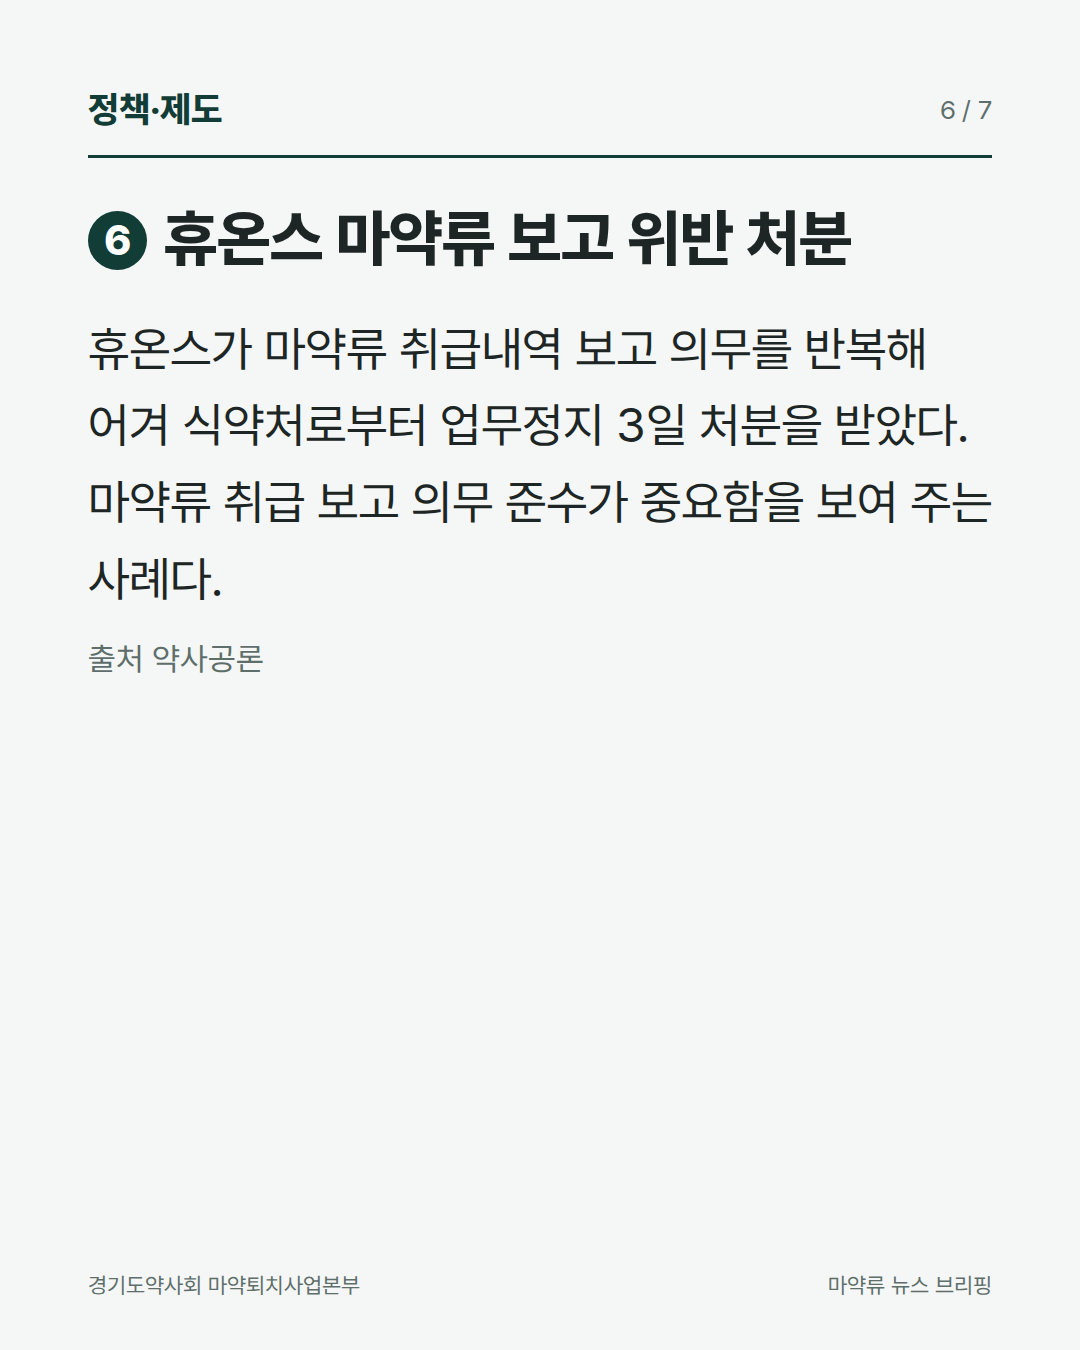 정책·제도
6 / 7
6 휴온스 마약류 보고 위반 처분
휴온스가 마약류 취급내역 보고 의무를 반복해
어겨 식약처로부터 업무정지 3일 처분을 받았다.
마약류 취급 보고 의무 준수가 중요함을 보여 주는
사례다.
출처 약사공론
경기도약사회 마약퇴치사업본부
마약류 뉴스 브리핑